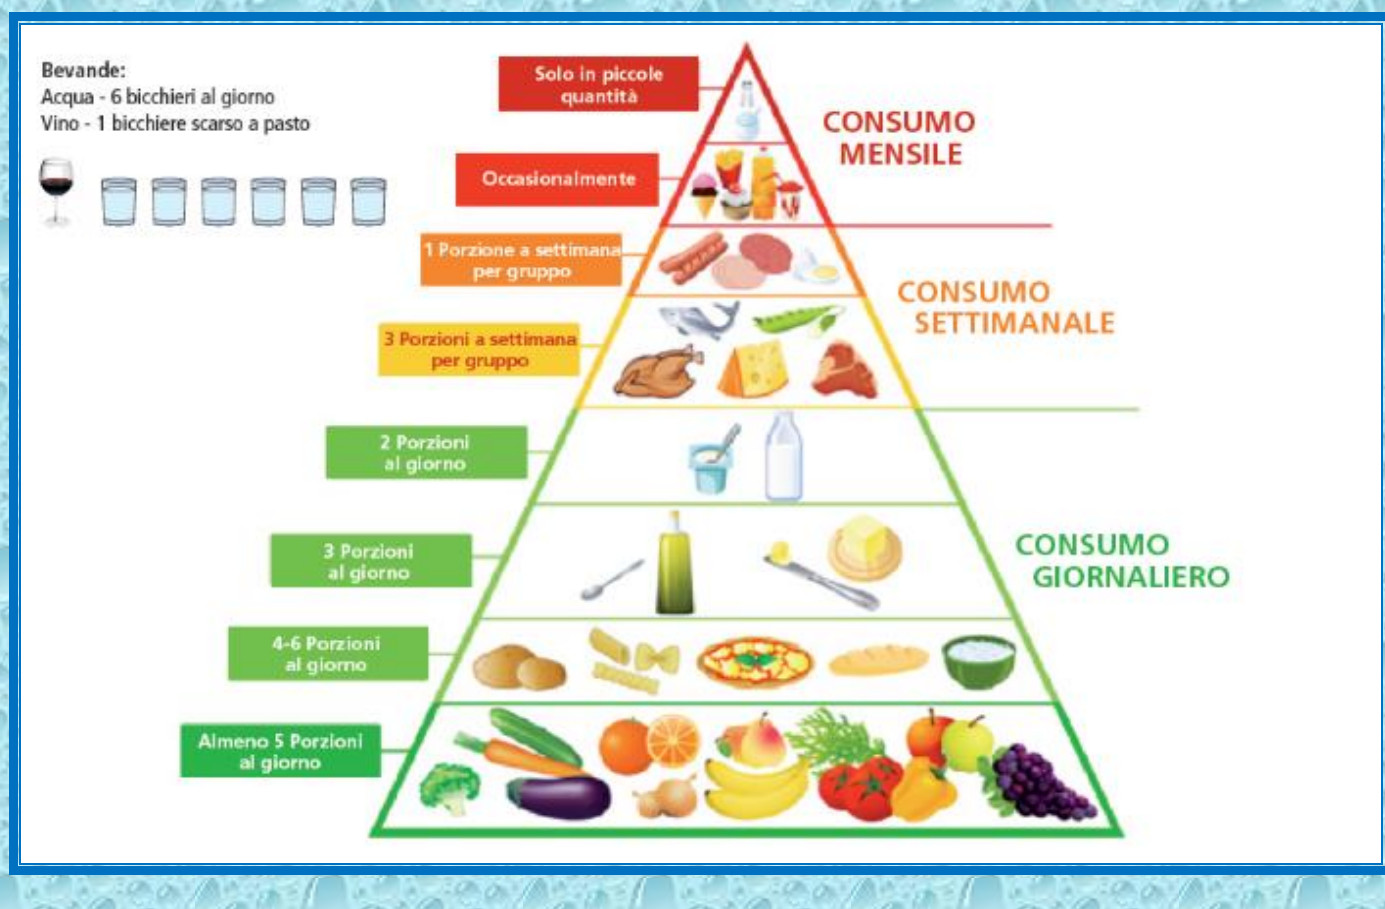 Bevande:
Acqua - 6 bicchieri al giorno
Vino - 1 bicchiere scarso a pasto
Solo in piccole
quantità
CONSUMO
MENSILE
Occasionalmente
1 Porzione a settimana
per gruppo
CONSUMO
SETTIMANALE
3 Porzioni a settimana
per gruppo
2 Porzioni
al giorno
3 Porzioni
al giorno
CONSUMO
GIORNALIERO
4-6 Porzioni
al giorno
Almeno 5 Porzioni
al giorno